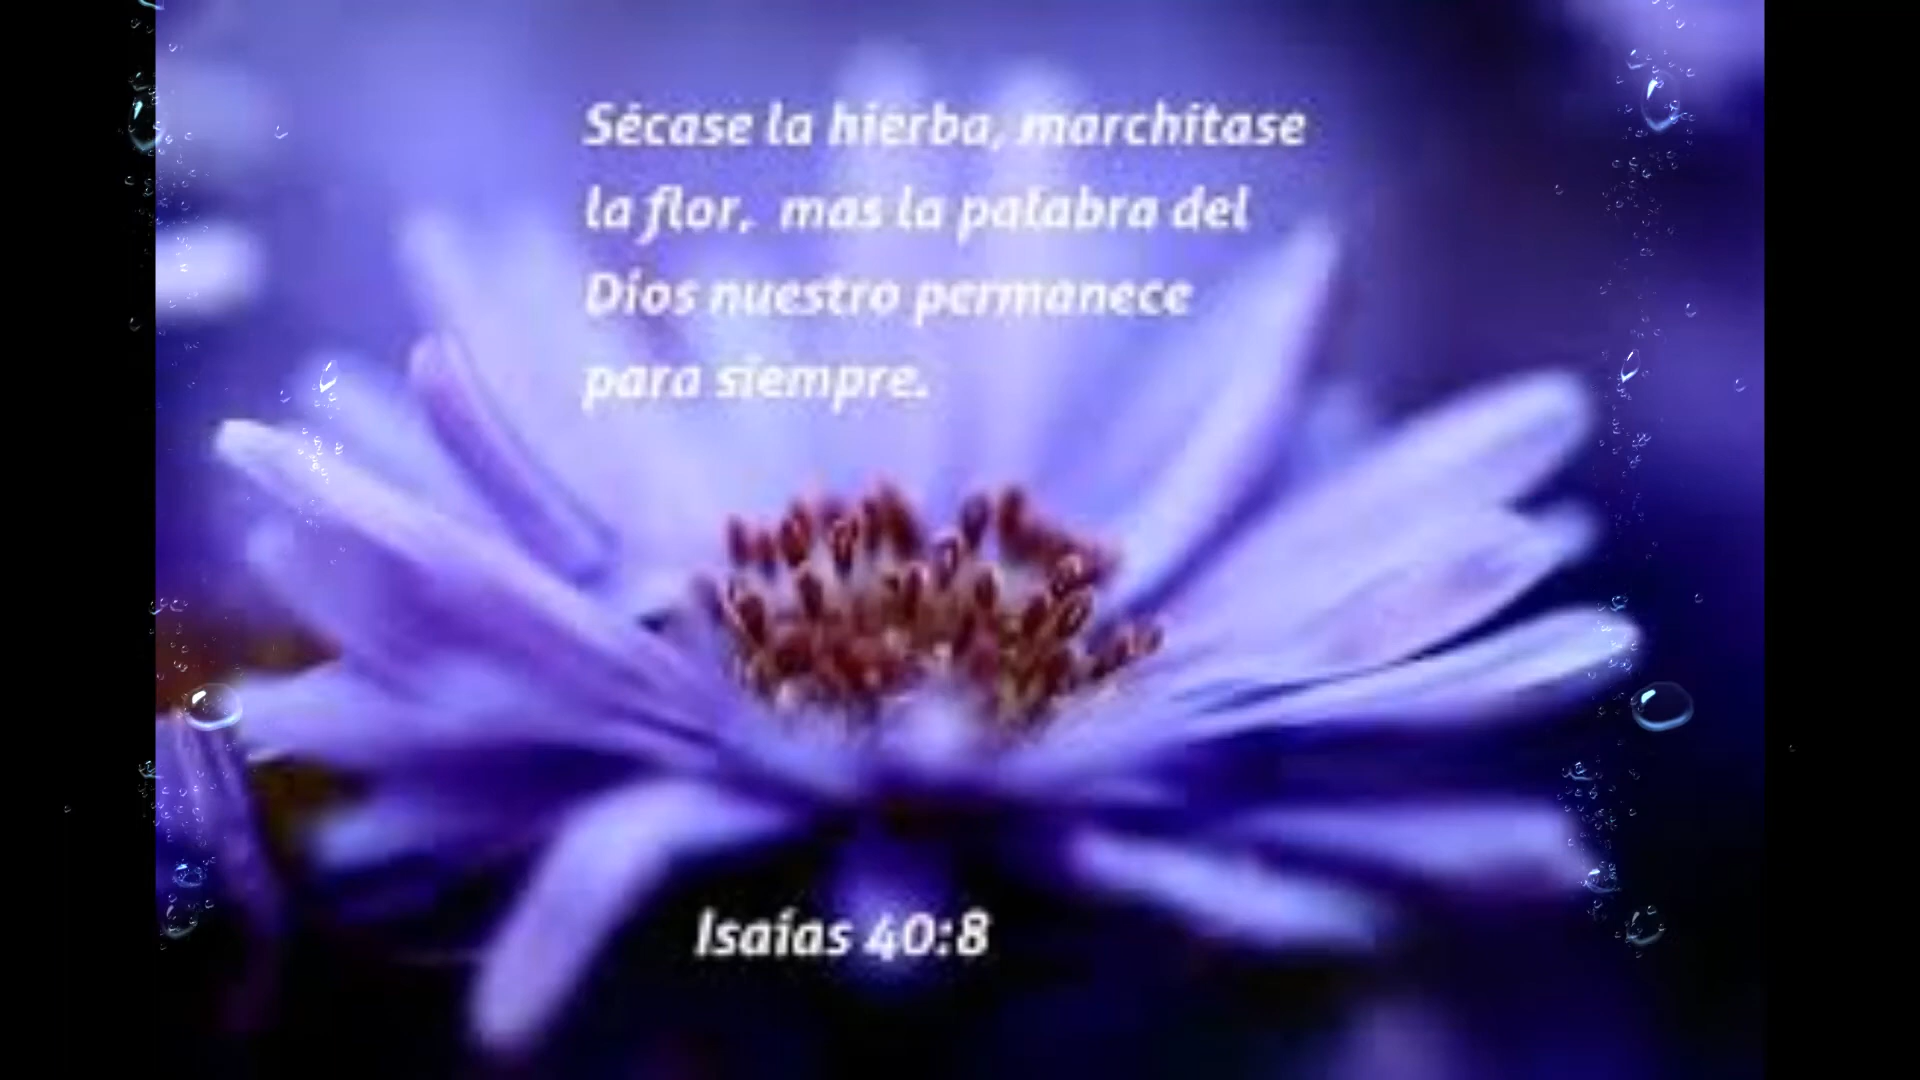 Sécase la hierba, marchítase
la flor, mas la palabra del
Dios nuestro permanece
para siempre.
Isaías 40:8